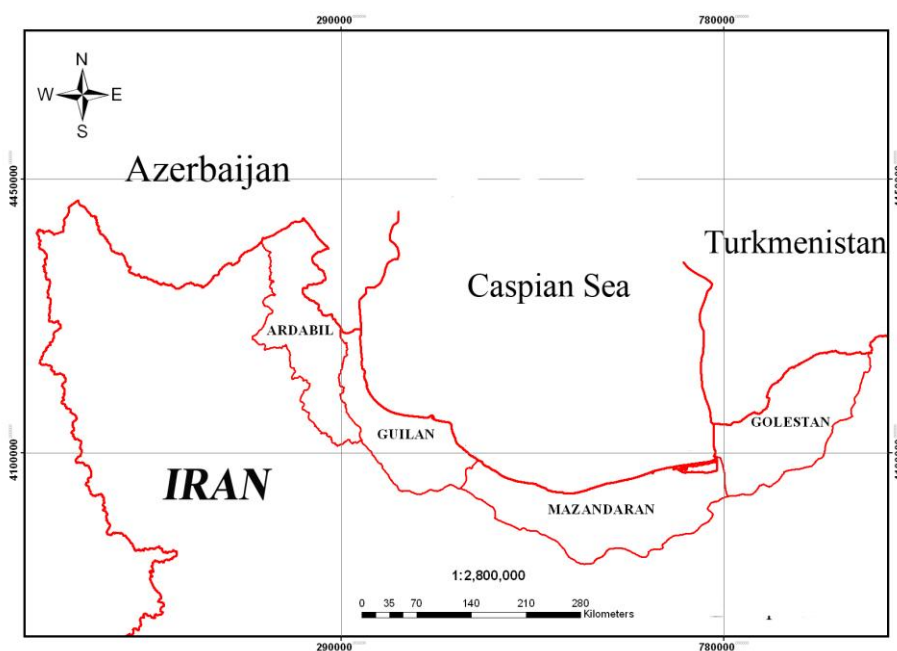 290000
780000
N
W
E
S
Azerbaijan
4450000
Turkmenistan
Caspian Sea
ARDABIL
GUILAN
GOLESTAN
4100000
IRAN
MAZANDARAN
1:2,800,000
0 35 70 140 210 280
Kilometers
290000
780000